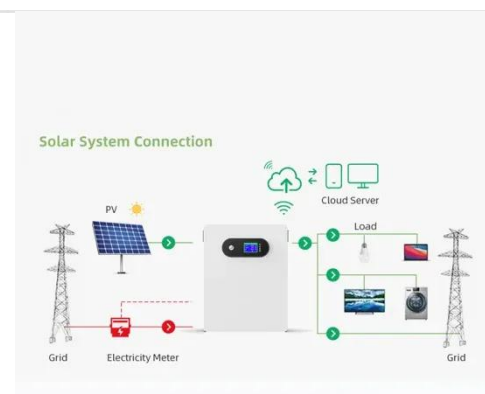 Solar System Connection
Cloud Server
PV
Load
Grid
Electricity Meter
Grid